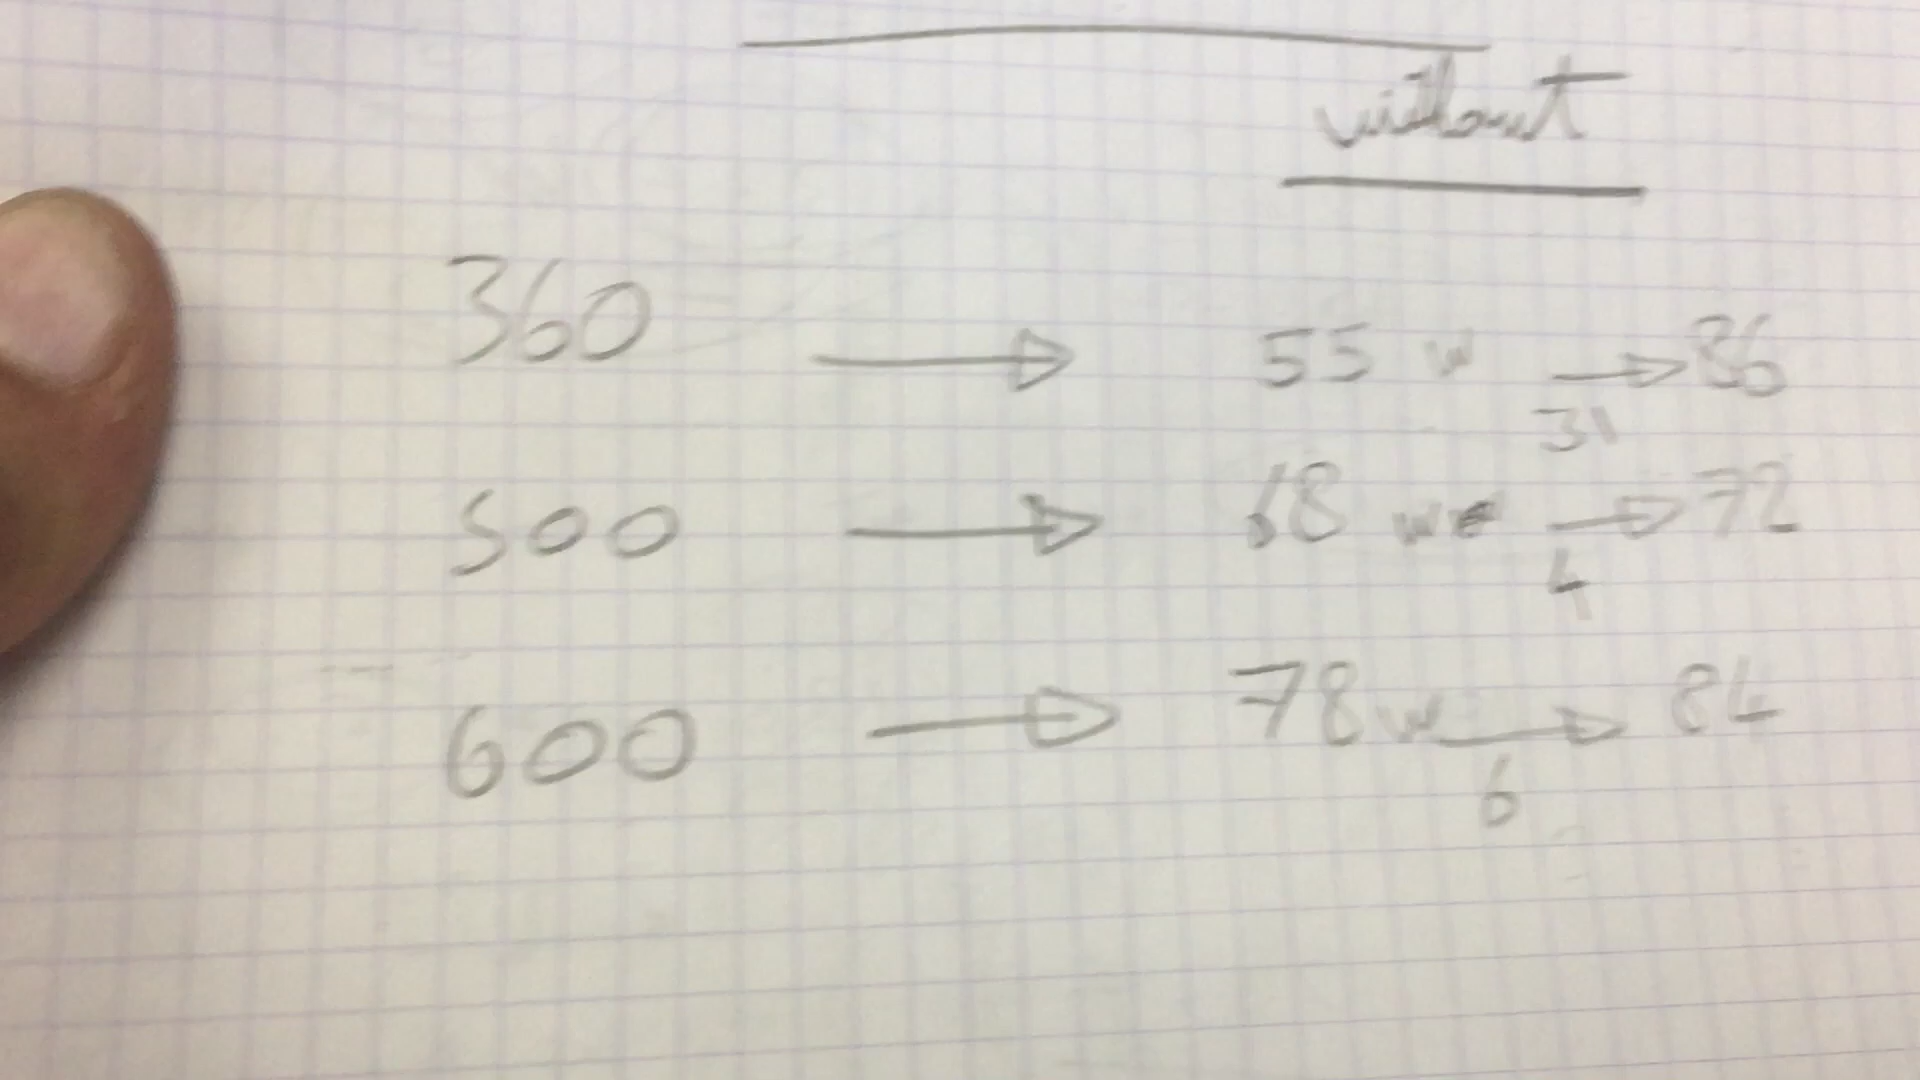 without
360 → 55 w → 86
31
500 → 68 w → 72
4
600 → 78 w → 84
6